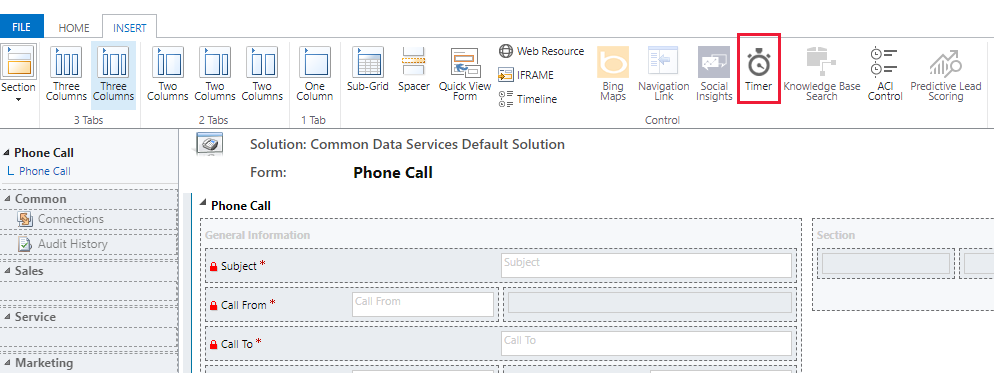 FILE HOME INSERT
Section
Three Columns
Three Columns
3 Tabs
Two Columns
Two Columns
Two Columns
2 Tabs
One Column
1 Tab
Sub-Grid
Spacer
Quick View Form
Web Resource
IFRAME
Timeline
Bing Maps
Navigation Link
Social Insights
Timer
Knowledge Base Search
ACI Control
Predictive Lead Scoring
Control
Phone Call
Phone Call
Common
Connections
Audit History
Sales
Service
Marketing
Solution: Common Data Services Default Solution
Form: Phone Call
Phone Call
General Information
Subject * Subject
Call From * Call From
Call To * Call To
Section